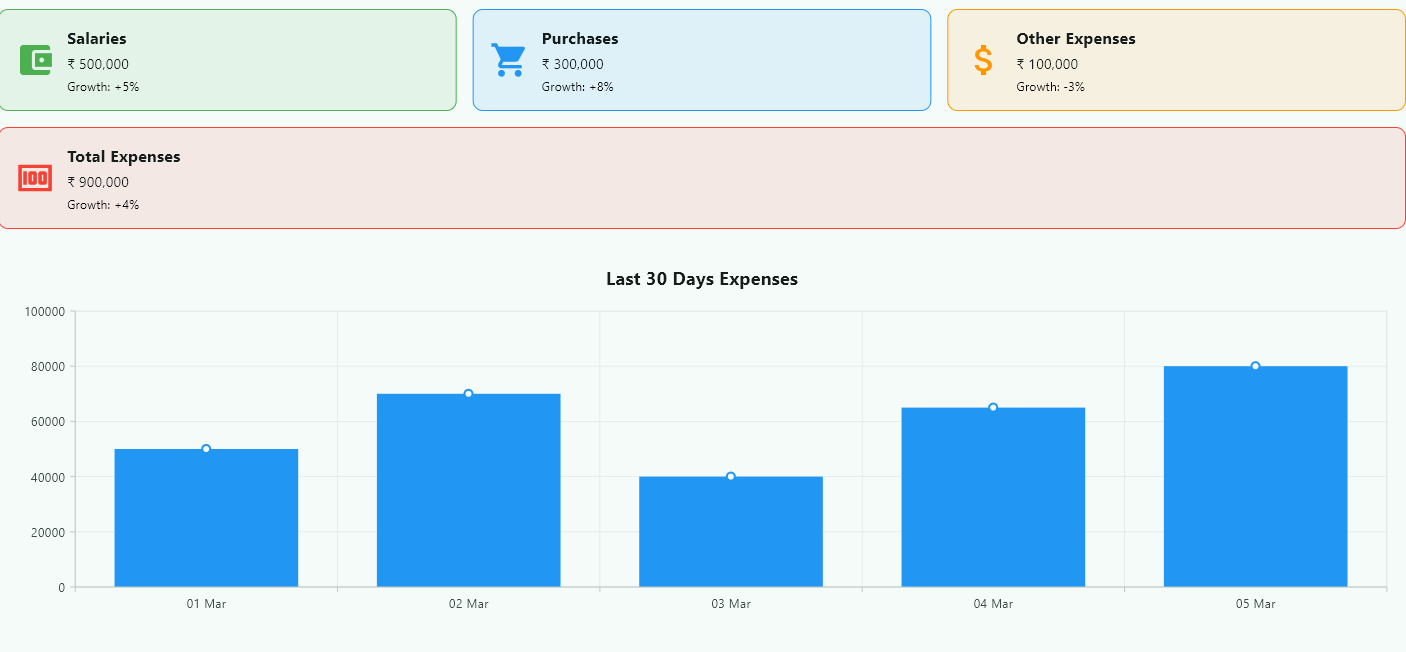 Salaries
₹ 500,000
Growth: +5%
Purchases
₹ 300,000
Growth: +8%
$
Other Expenses
₹ 100,000
Growth: -3%
100
Total Expenses
₹ 900,000
Growth: +4%
Last 30 Days Expenses
100000
80000
60000
40000
20000
0
01 Mar
02 Mar
03 Mar
04 Mar
05 Mar